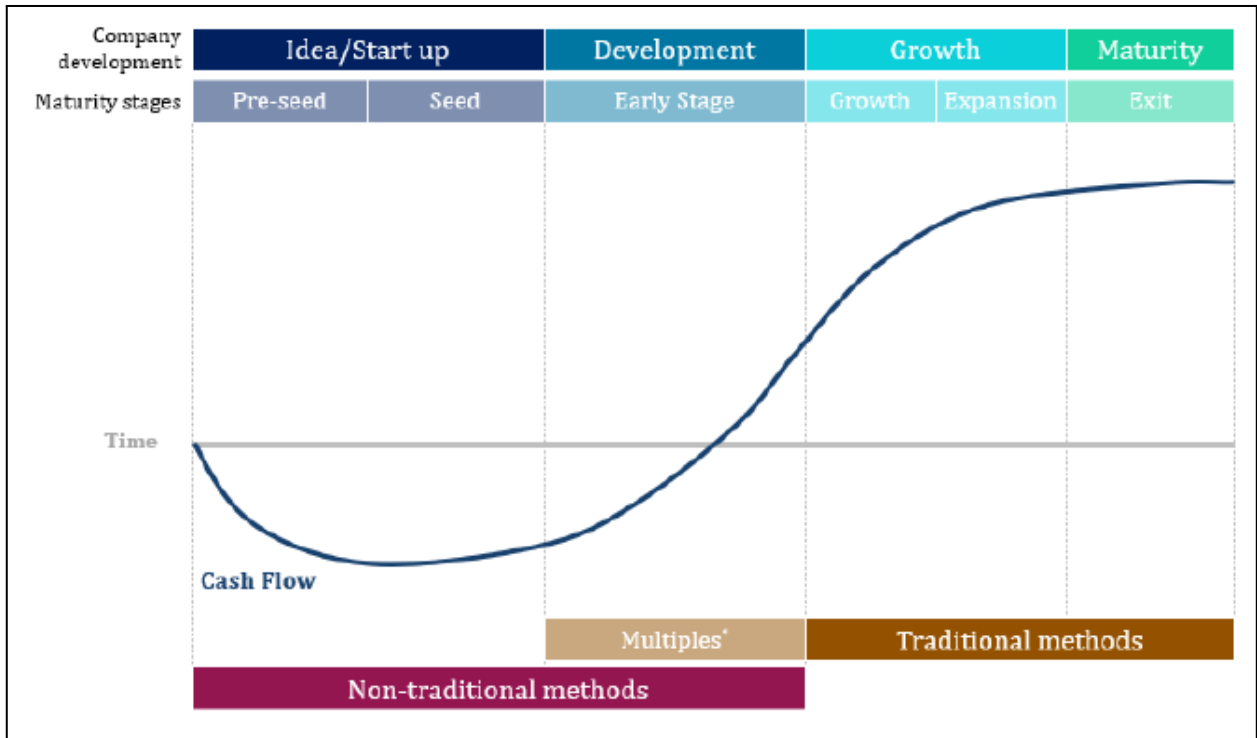 Company development
Idea/Start up
Development
Growth
Maturity
Maturity stages
Pre-seed
Seed
Early Stage
Growth
Expansion
Exit
Time
Cash Flow
Multiples*
Traditional methods
Non-traditional methods